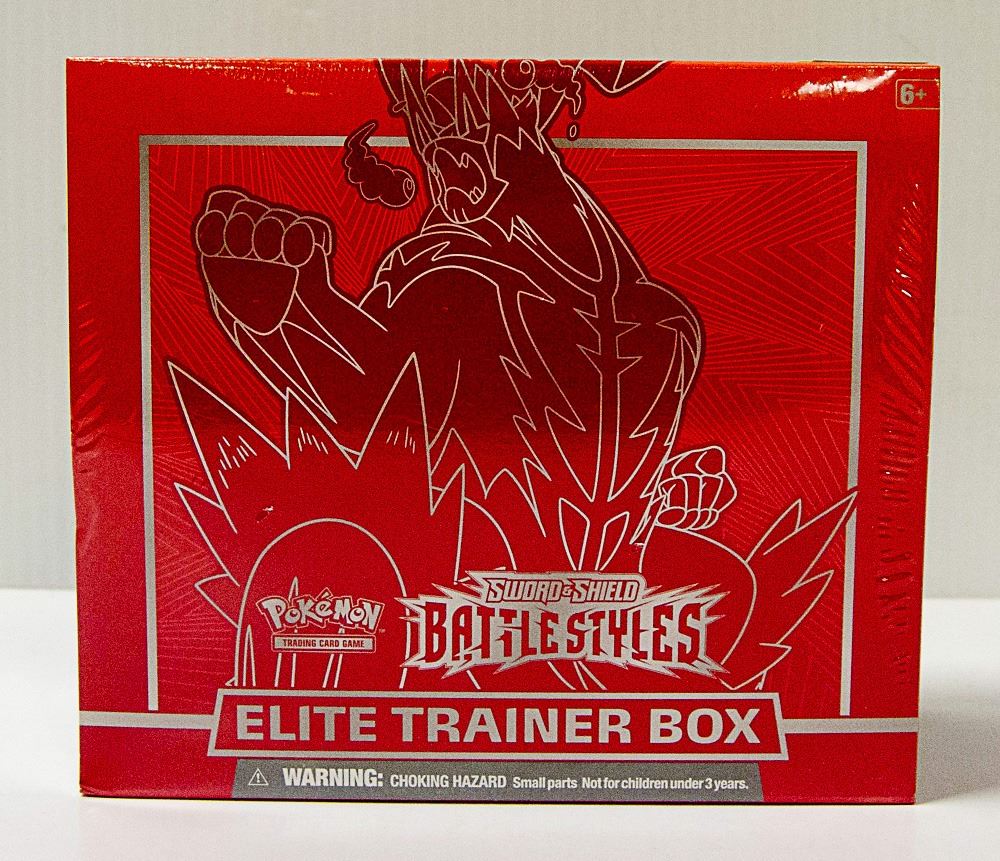 6+
POKéMON™
TRADING CARD GAME
SWORD & SHIELD
BATTLE STYLES
ELITE TRAINER BOX
⚠ WARNING: CHOKING HAZARD Small parts Not for children under 3 years.